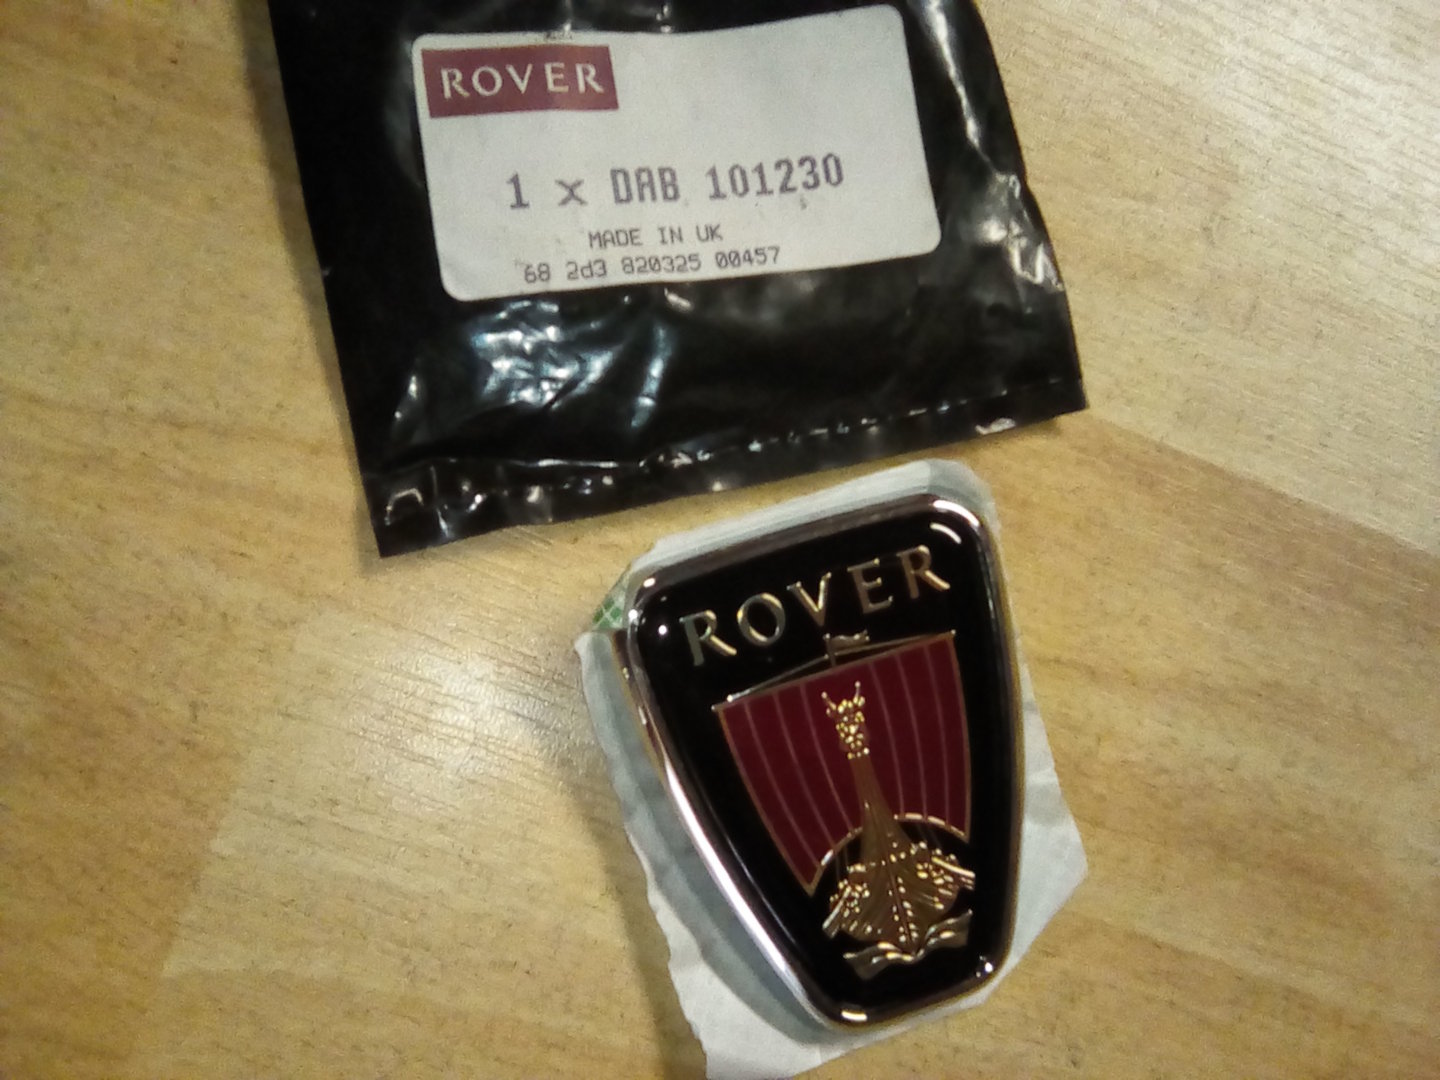 ROVER
1 x DAB 101230
MADE IN UK
68 2d3 820325 00457
ROVER